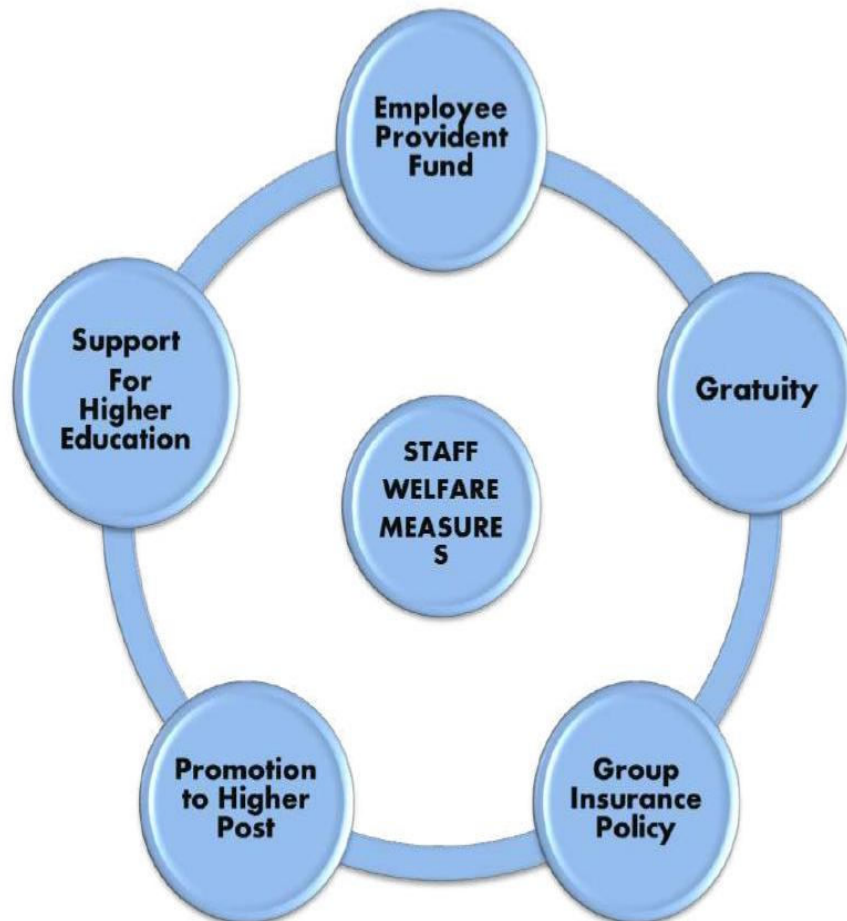 Employee
Provident
Fund
Support
For
Higher
Education
Gratuity
STAFF
WELFARE
MEASURE
S
Promotion
to Higher
Post
Group
Insurance
Policy